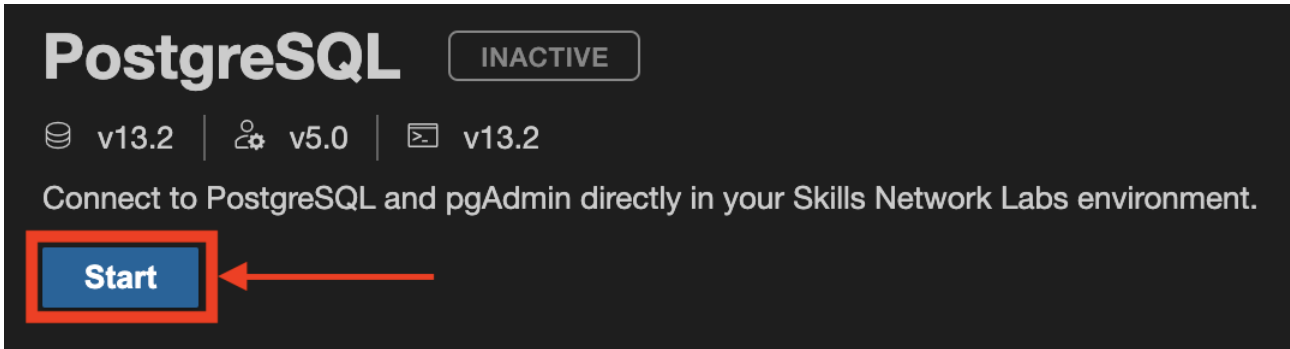 PostgreSQL INACTIVE
v13.2 v5.0 v13.2
Connect to PostgreSQL and pgAdmin directly in your Skills Network Labs environment.
Start